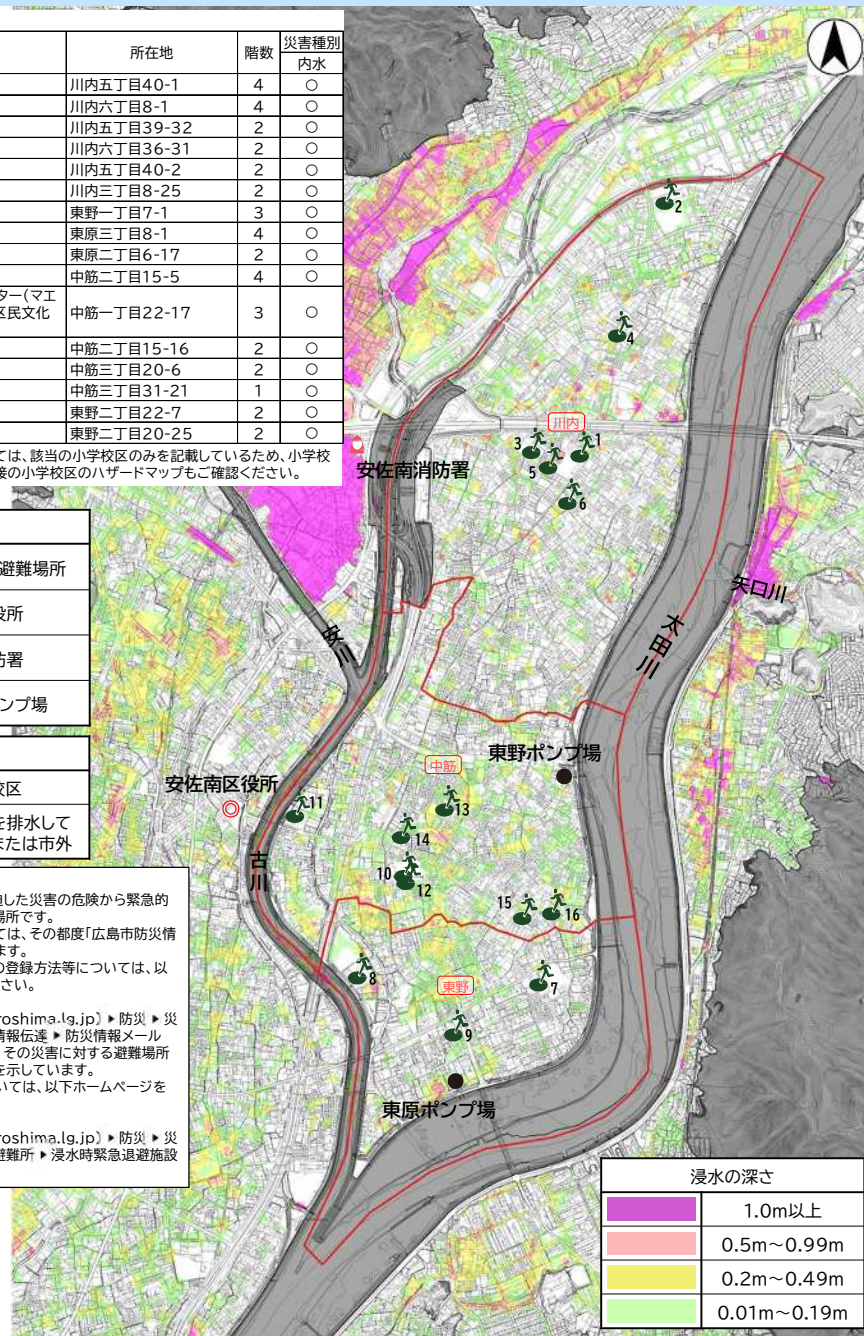 所在地 階数 災害種別
内水
川内五丁目40-1 4 ○
川内六丁目8-1 4 ○
川内五丁目39-32 2 ○
川内六丁目36-31 2 ○
川内五丁目40-2 2 ○
川内三丁目8-25 2 ○
東野一丁目7-1 3 ○
東原三丁目8-1 4 ○
東原二丁目6-17 2 ○
中筋二丁目15-5 4 ○
ター(マエ
区民文化
中筋一丁目22-17 3 ○
中筋二丁目15-16 2 ○
中筋三丁目20-6 2 ○
中筋三丁目31-21 1 ○
東野二丁目22-7 2 ○
東野二丁目20-25 2 ○
ては、該当の小学校区のみを記載しているため、小学校
接の小学校区のハザードマップもご確認ください。
避難場所
役所
防署
ンプ場
校区
を排水して
または市外
迫した災害の危険から緊急的
場所です。
ては、その都度「広島市防災情
ます。
の登録方法等については、以
さい。
roshima.lg.jp〕▶防災▶災
情報伝達▶防災情報メール
その災害に対する避難場所
を示しています。
いては、以下ホームページを
roshima.lg.jp〕▶防災▶災
避難所▶浸水時緊急退避施設
2
4
川内
3
1
5
6
安佐南消防署
矢口川
太田川
安川
中筋
東野ポンプ場
安佐南区役所
11
13
14
10
12
古川
15
16
8
東野
7
9
東原ポンプ場
浸水の深さ
1.0m以上
0.5m～0.99m
0.2m～0.49m
0.01m～0.19m